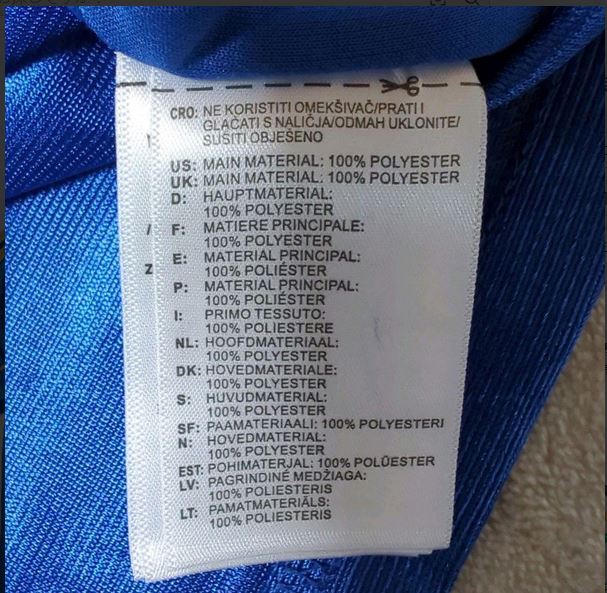 CRO: NE KORISTITI OMEKŠIVAČ/PRATI I
GLAČATI S NALIČJA/ODMAH UKLONITE/
SUŠITI OBJEŠENO
US: MAIN MATERIAL: 100% POLYESTER
UK: MAIN MATERIAL: 100% POLYESTER
D: HAUPTMATERIAL:
100% POLYESTER
F: MATIERE PRINCIPALE:
100% POLYESTER
E: MATERIAL PRINCIPAL:
100% POLIÉSTER
P: MATERIAL PRINCIPAL:
100% POLIÉSTER
I: PRIMO TESSUTO:
100% POLIESTERE
NL: HOOFDMATERIAAL:
100% POLYESTER
DK: HOVEDMATERIALE:
100% POLYESTER
S: HUVUDMATERIAL:
100% POLYESTER
SF: PAAMATERIAALI: 100% POLYESTERI
N: HOVEDMATERIAL:
100% POLYESTER
EST: POHIMATERJAL: 100% POLÜESTER
LV: PAGRINDINĖ MEDŽIAGA:
100% POLIESTERIS
LT: PAMATMATERIĀLS:
100% POLIESTERIS